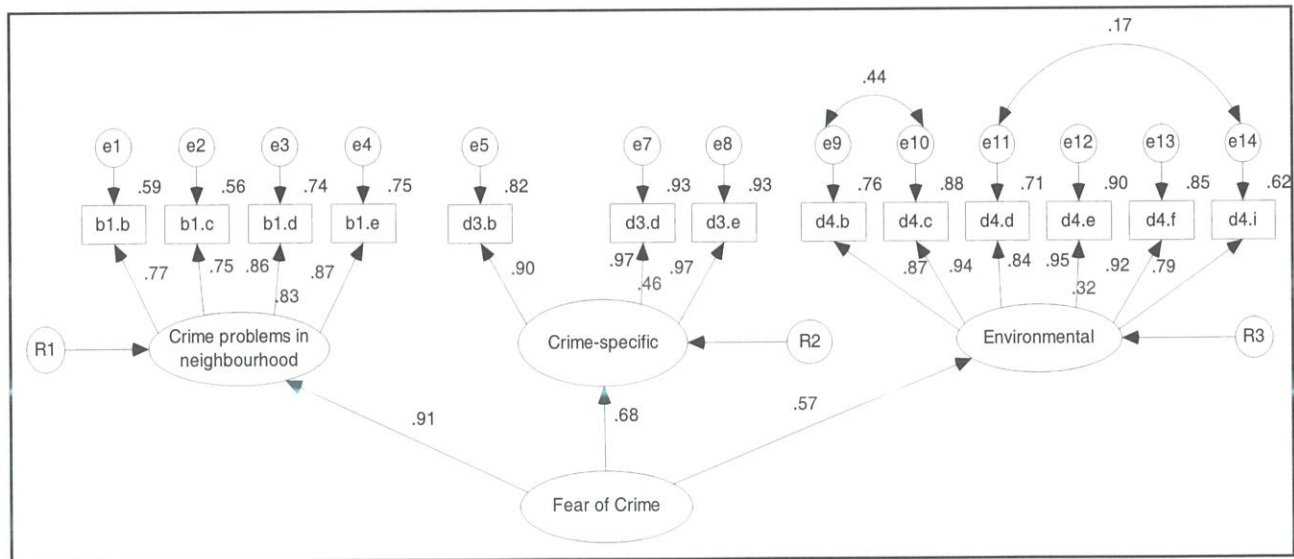 .17
.44
e1 e2 e3 e4 e5 e7 e8 e9 e10 e11 e12 e13 e14
.59 .56 .74 .75 .82 .93 .93 .76 .88 .71 .90 .85 .62
b1.b b1.c b1.d b1.e d3.b d3.d d3.e d4.b d4.c d4.d d4.e d4.f d4.i
.77 .75 .86 .87 .90 .97 .97 .87 .94 .84 .95 .92 .79
.83 .46 .32
R1 Crime problems in
neighbourhood
Crime-specific R2 Environmental R3
.91 .68 .57
Fear of Crime